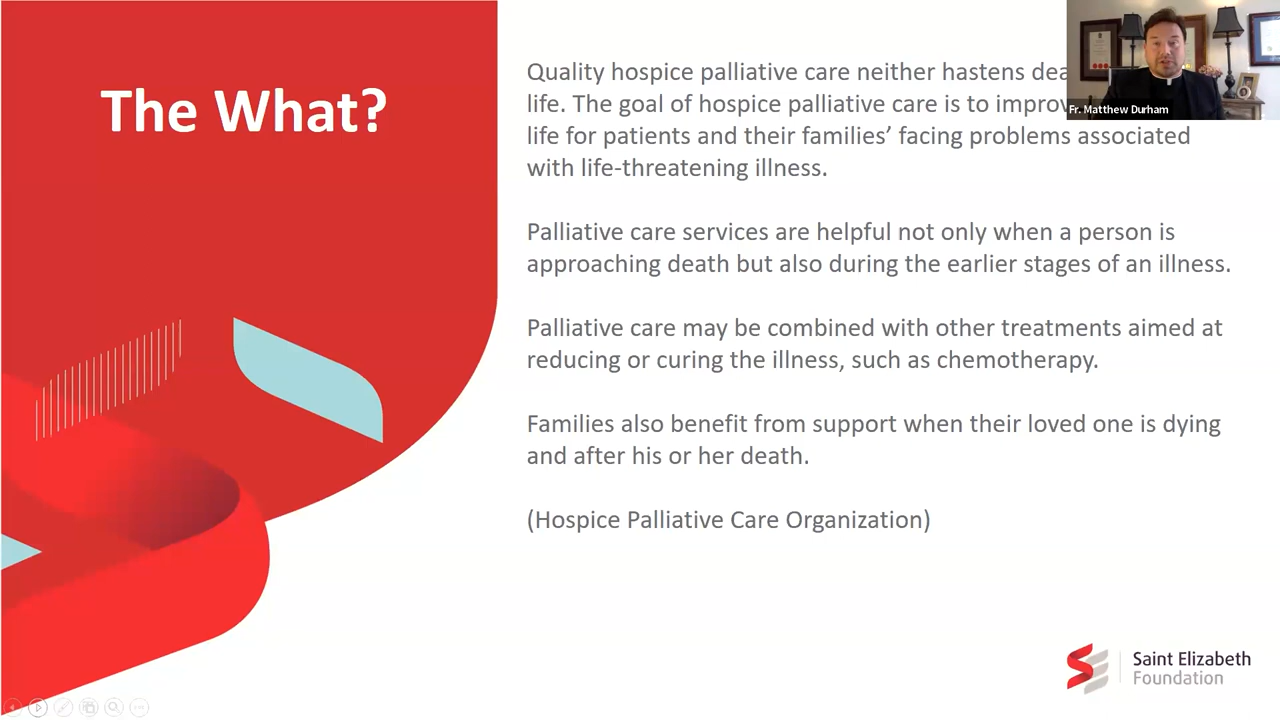 The What?
Quality hospice palliative care neither hastens
life. The goal of hospice palliative care is to
life for patients and their families’ facing problems associated
with life-threatening illness.
Palliative care services are helpful not only when a person is
approaching death but also during the earlier stages of an illness.
Palliative care may be combined with other treatments aimed at
reducing or curing the illness, such as chemotherapy.
Families also benefit from support when their loved one is dying
and after his or her death.
(Hospice Palliative Care Organization)
Fr. Matthew Durham
Saint Elizabeth
Foundation